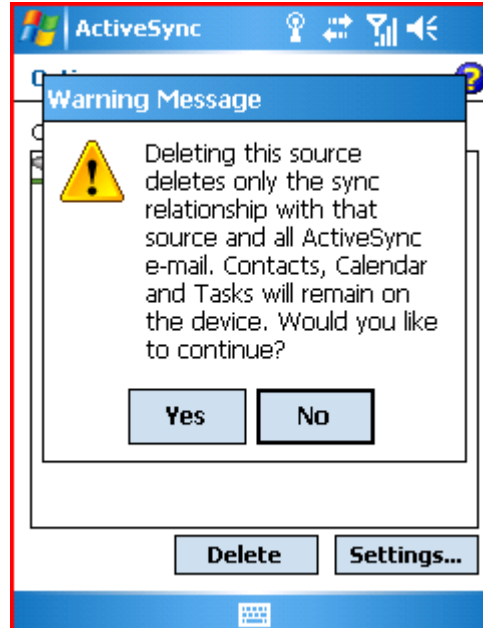 ActiveSync
Warning Message
Deleting this source
deletes only the sync
relationship with that
source and all ActiveSync
e-mail. Contacts, Calendar
and Tasks will remain on
the device. Would you like
to continue?
Yes No
Delete Settings...